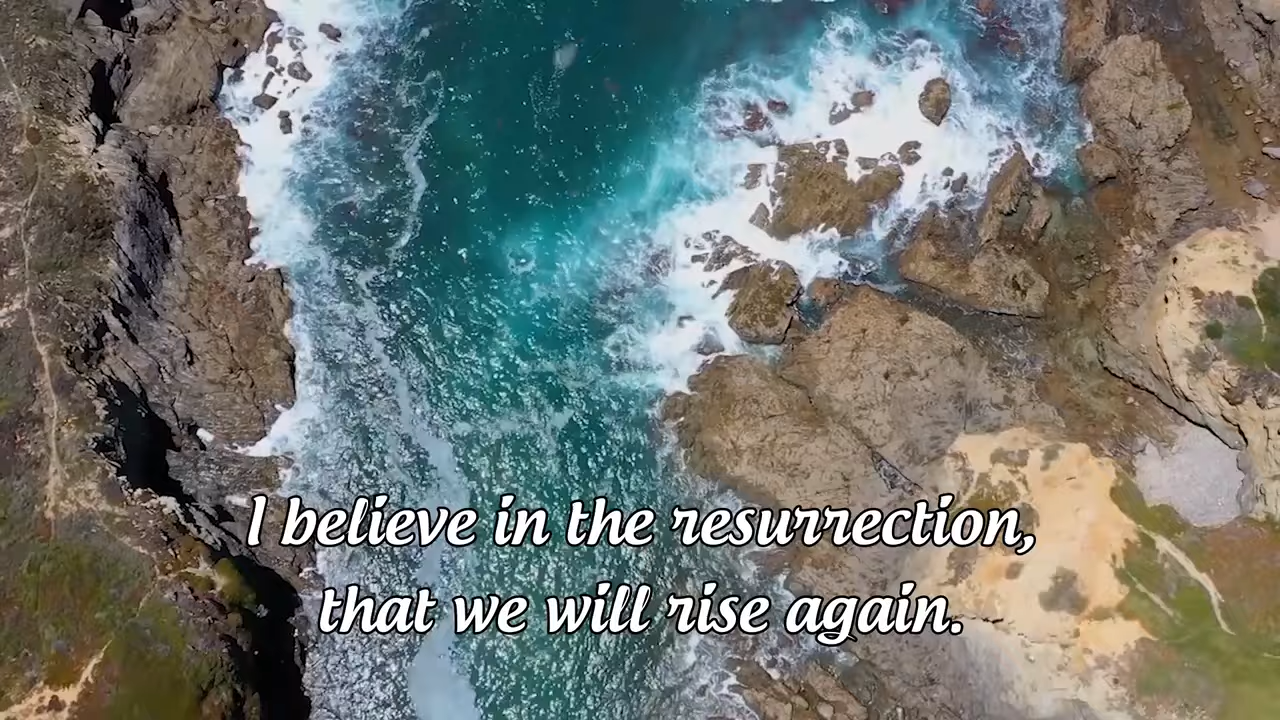 I believe in the resurrection,
that we will rise again.